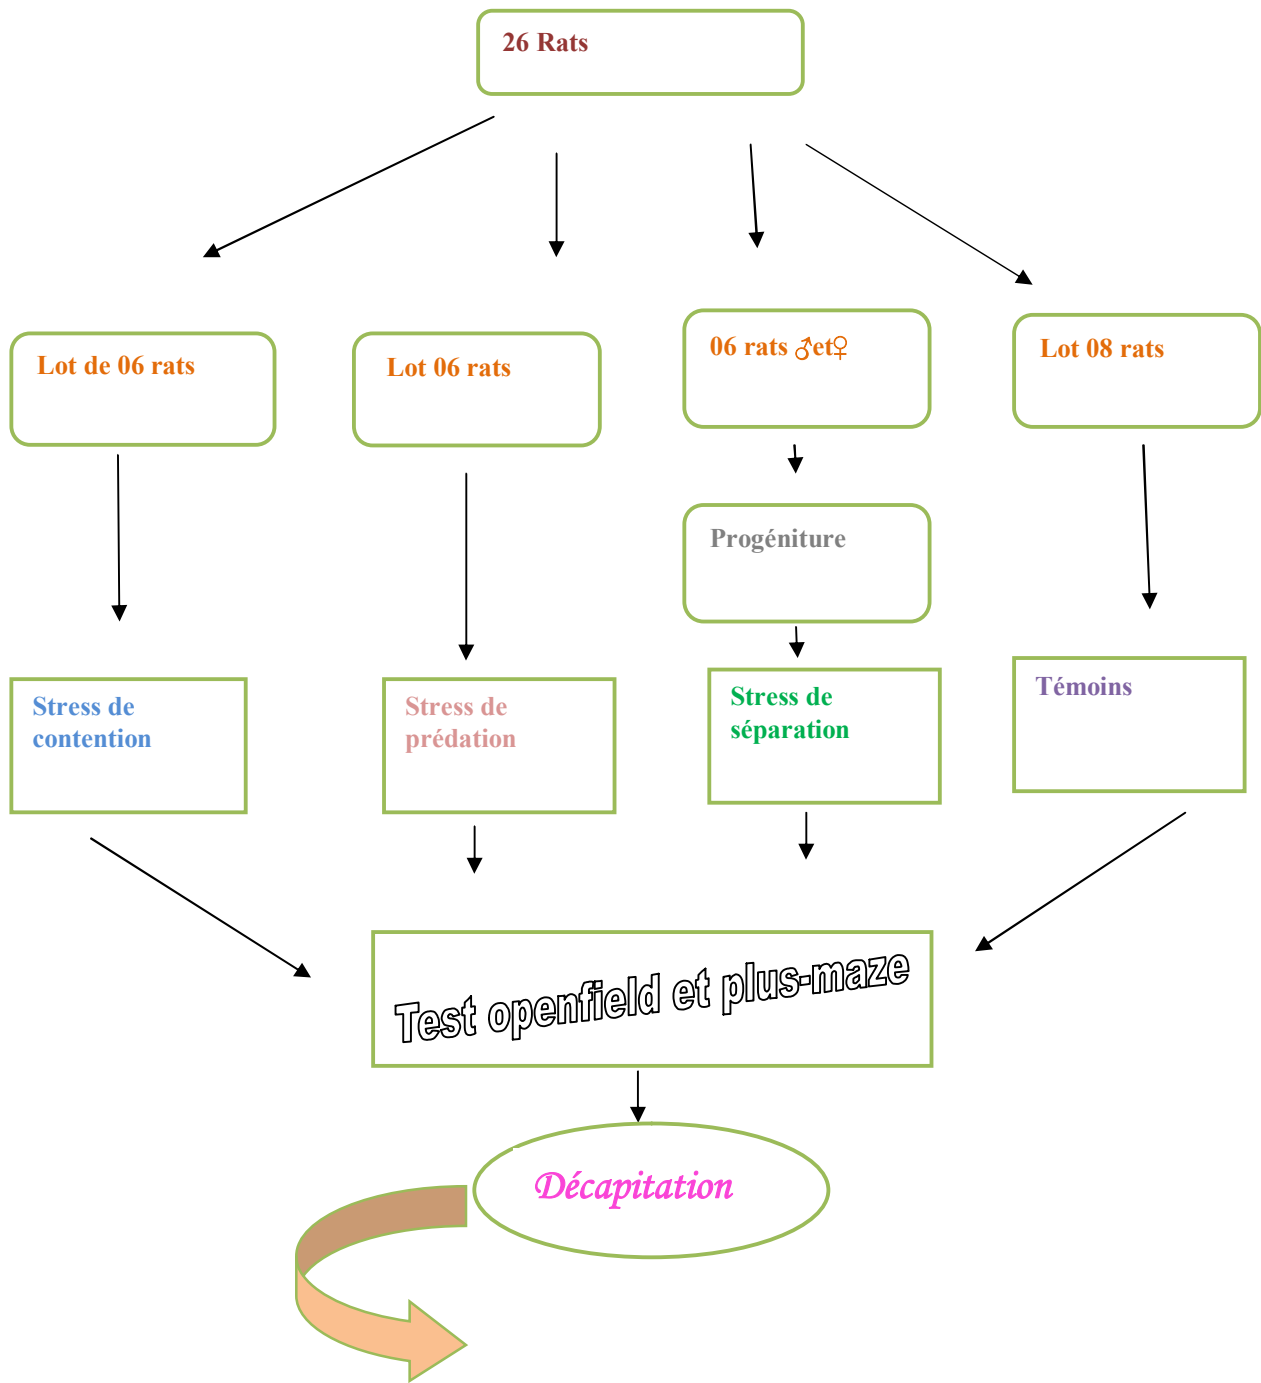 26 Rats
Lot de 06 rats
Lot 06 rats
06 rats ♂et♀
Lot 08 rats
Progéniture
Stress de
contention
Stress de
prédation
Stress de
séparation
Témoins
Test openfield et plus-maze
Décapitation